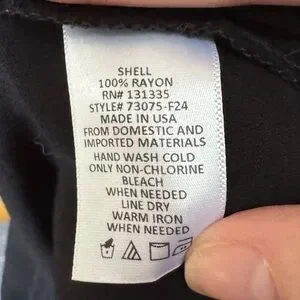 SHELL
100% RAYON
RN# 131335
STYLE# 73075-F24
MADE IN USA
FROM DOMESTIC AND
IMPORTED MATERIALS
HAND WASH COLD
ONLY NON-CHLORINE
BLEACH
WHEN NEEDED
LINE DRY
WARM IRON
WHEN NEEDED